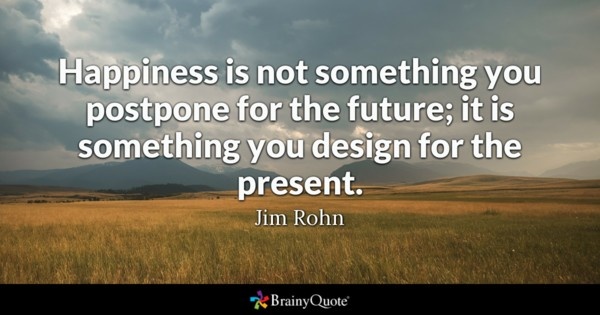 Happiness is not something you
postpone for the future; it is
something you design for the
present.
Jim Rohn
BrainyQuote®